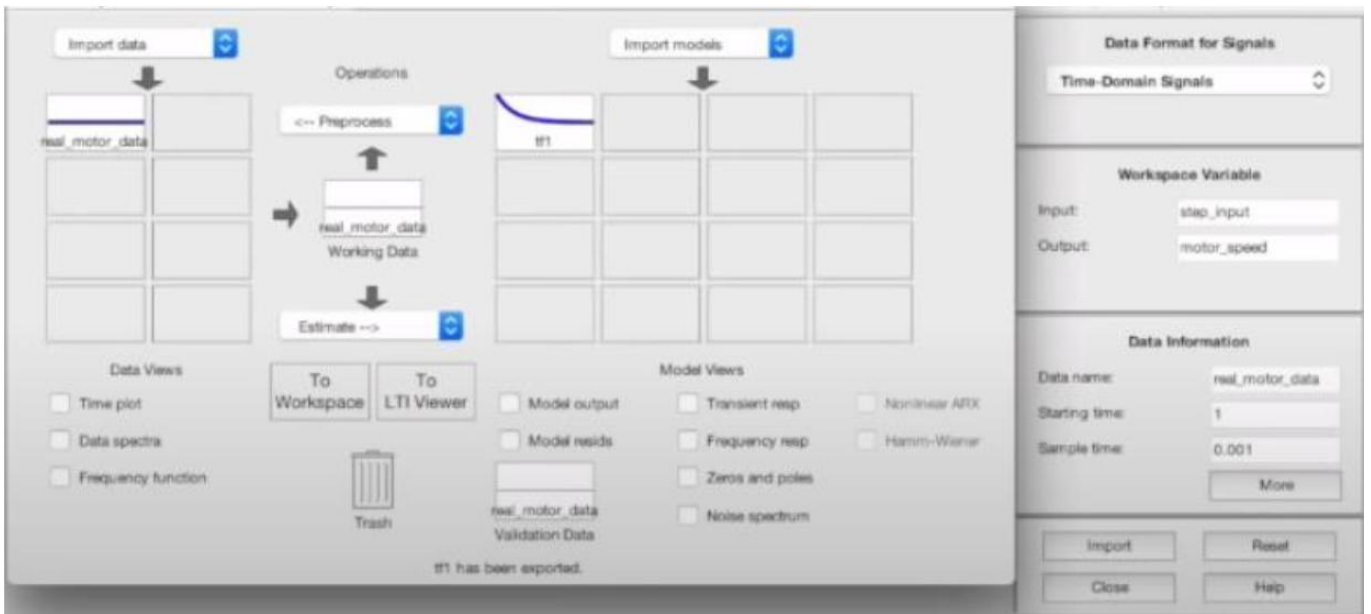 Import data
Import models
Operations
<-- Preprocess
real_motor_data
tf1
real_motor_data
Working Data
Estimate -->
Data Views
Time plot
Data spectra
Frequency function
To Workspace
To LTI Viewer
Trash
Model Views
Model output
Transient resp
Nonlinear ARX
Model resids
Frequency resp
Hamm-Wiener
Zeros and poles
Noise spectrum
real_motor_data
Validation Data
tf1 has been exported.
Data Format for Signals
Time-Domain Signals
Workspace Variable
Input: step_input
Output: motor_speed
Data Information
Data name: real_motor_data
Starting time: 1
Sample time: 0.001
More
Import
Reset
Close
Help